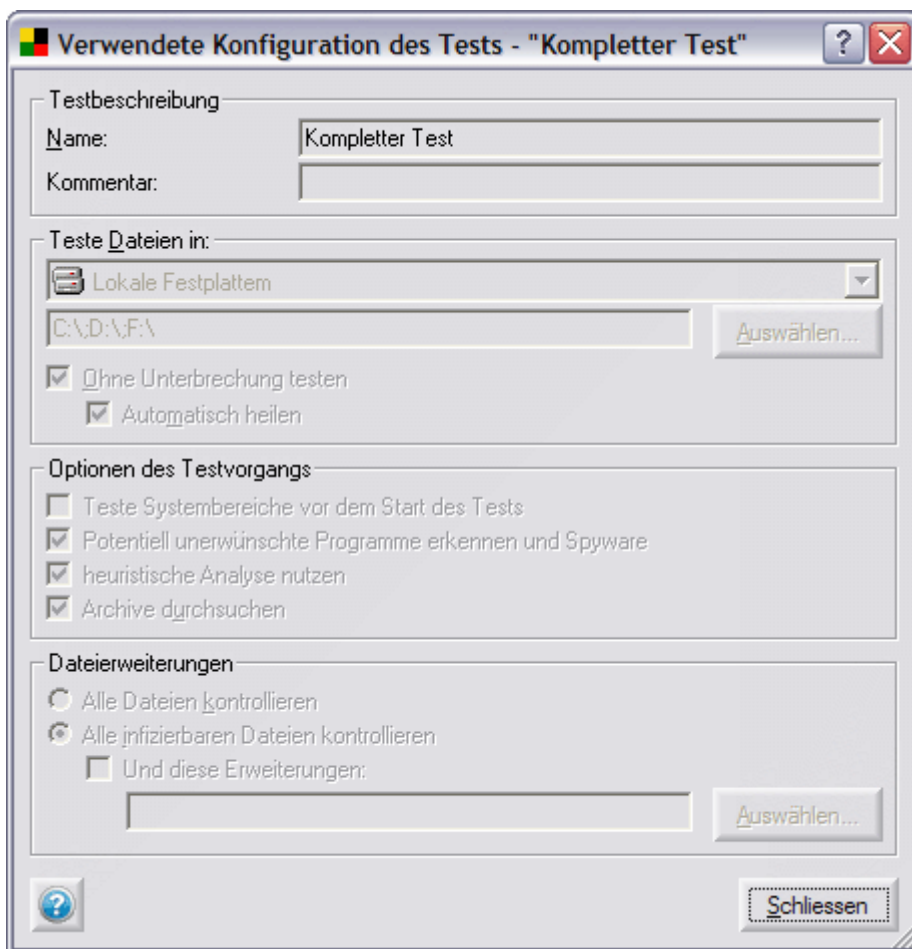 Verwendete Konfiguration des Tests - "Kompletter Test"
Testbeschreibung
Name: Kompletter Test
Kommentar:
Teste Dateien in:
Lokale Festplattem
C:\;D:\;F:\ Auswählen...
Ohne Unterbrechung testen
Automatisch heilen
Optionen des Testvorgangs
Teste Systembereiche vor dem Start des Tests
Potentiell unerwünschte Programme erkennen und Spyware
heuristische Analyse nutzen
Archive durchsuchen
Dateierweiterungen
Alle Dateien kontrollieren
Alle infizierbaren Dateien kontrollieren
Und diese Erweiterungen:
Auswählen...
Schliessen